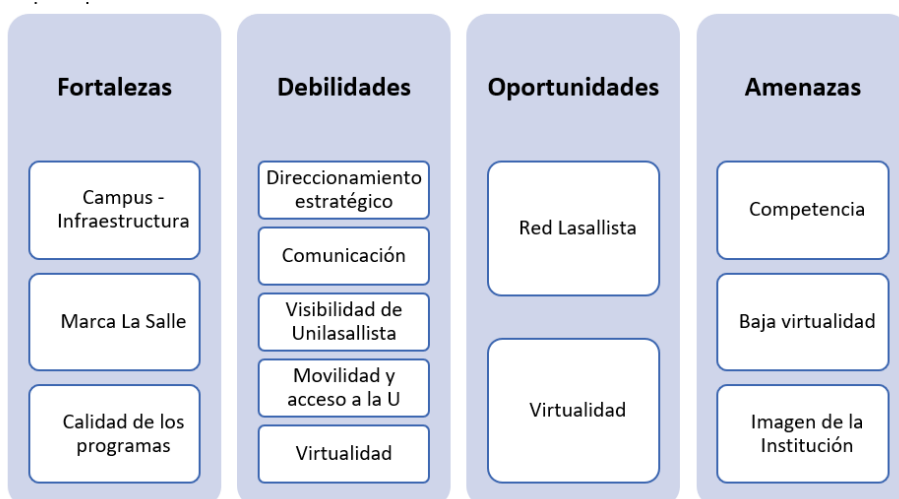 Fortalezas
Campus -
Infraestructura
Marca La Salle
Calidad de los
programas
Debilidades
Direccionamiento
estratégico
Comunicación
Visibilidad de
Unilasallista
Movilidad y
acceso a la U
Virtualidad
Oportunidades
Red Lasallista
Virtualidad
Amenazas
Competencia
Baja virtualidad
Imagen de la
Institución